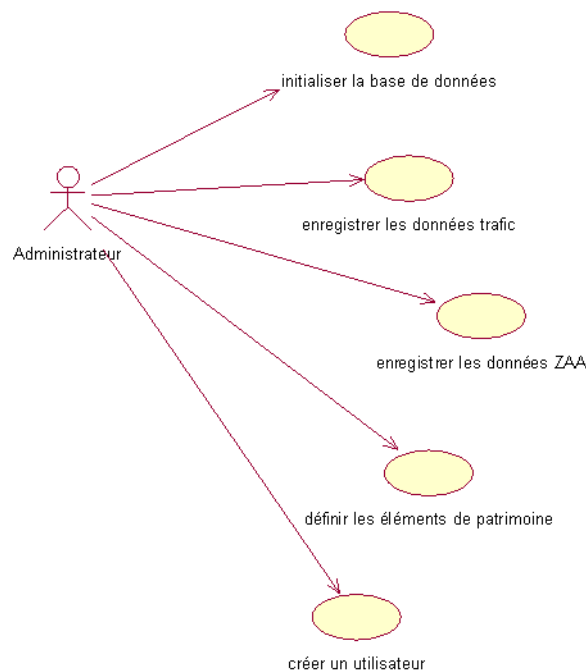 initialiser la base de données
enregistrer les données trafic
Administrateur
enregistrer les données ZAA
définir les éléments de patrimoine
créer un utilisateur